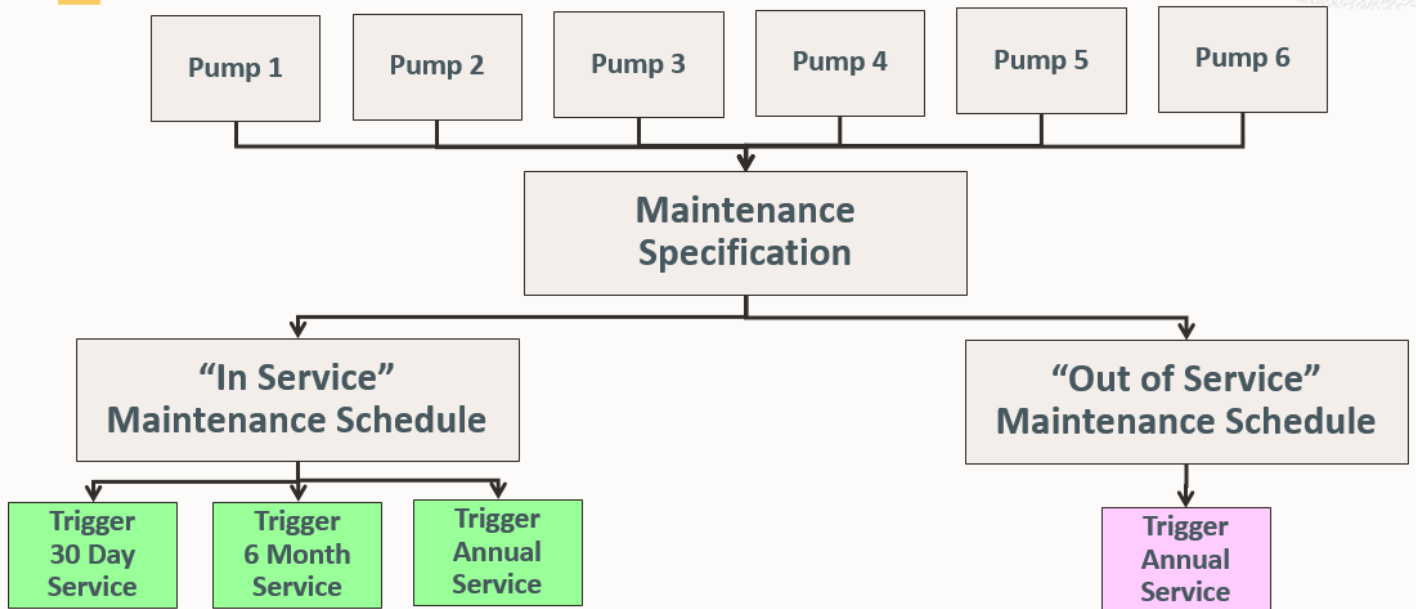 Pump 1
Pump 2
Pump 3
Pump 4
Pump 5
Pump 6
Maintenance
Specification
“In Service”
Maintenance Schedule
“Out of Service”
Maintenance Schedule
Trigger
30 Day
Service
Trigger
6 Month
Service
Trigger
Annual
Service
Trigger
Annual
Service